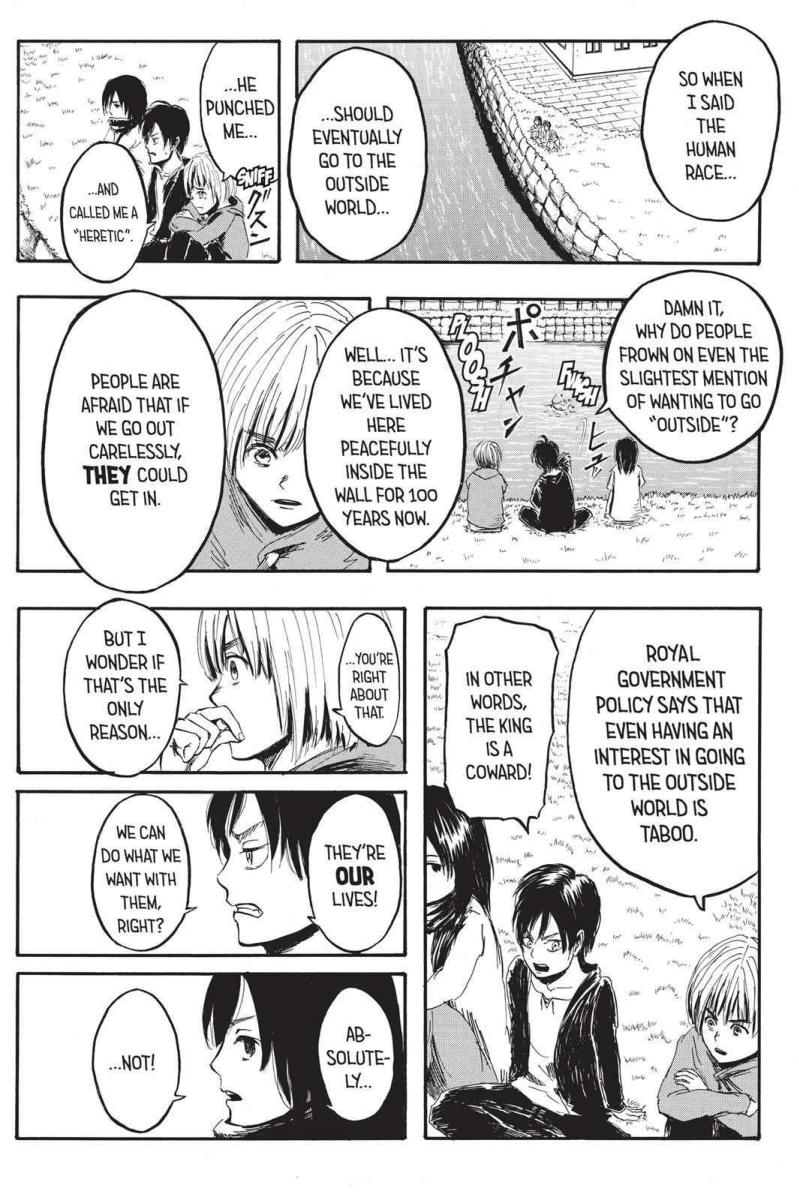 SO WHEN
I SAID
THE
HUMAN
RACE...
...SHOULD
EVENTUALLY
GO TO THE
OUTSIDE
WORLD...
...HE
PUNCHED
ME...
SNIFF
グスン
...AND
CALLED ME A
"HERETIC".
DAMN IT,
WHY DO PEOPLE
FROWN ON EVEN THE
SLIGHTEST MENTION
OF WANTING TO GO
"OUTSIDE"?
FWISH
ヒュッ
ポチャン
PLOOSH
WELL... IT'S
BECAUSE
WE'VE LIVED
HERE
PEACEFULLY
INSIDE THE
WALL FOR 100
YEARS NOW.
PEOPLE ARE
AFRAID THAT IF
WE GO OUT
CARELESSLY,
THEY COULD
GET IN.
ROYAL
GOVERNMENT
POLICY SAYS THAT
EVEN HAVING AN
INTEREST IN GOING
TO THE OUTSIDE
WORLD IS
TABOO.
IN OTHER
WORDS,
THE KING
IS A
COWARD!
...YOU'RE
RIGHT
ABOUT
THAT.
BUT I
WONDER IF
THAT'S THE
ONLY
REASON...
THEY'RE
OUR
LIVES!
WE CAN
DO WHAT WE
WANT WITH
THEM,
RIGHT?
AB-
SOLUTE-
LY...
...NOT!